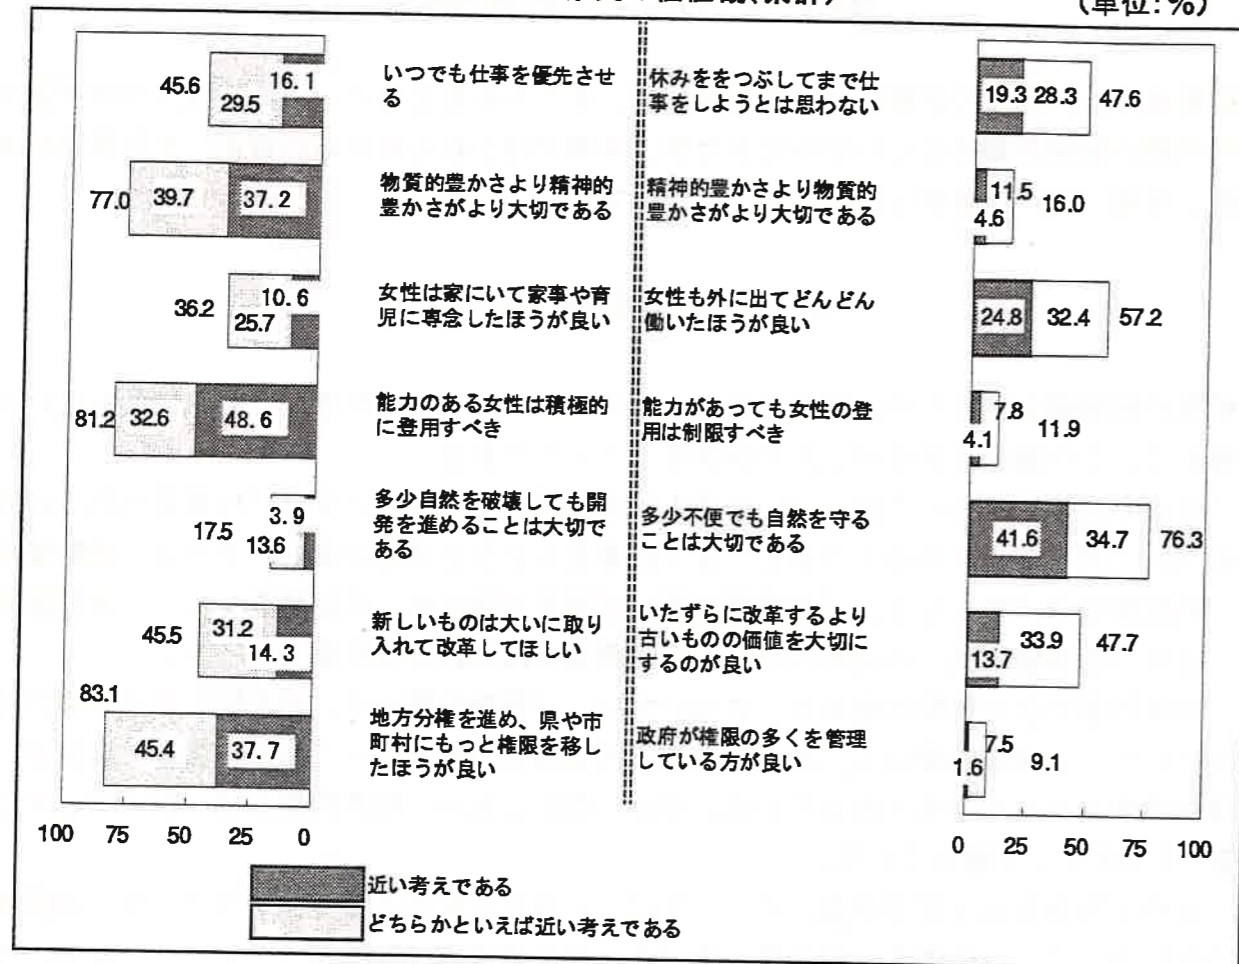 (単位:%)
45.6
29.5
16.1
いつでも仕事を優先させ
る
休みををつぶしてまで仕
事をしようとは思わない
19.3 28.3 47.6
77.0 39.7 37.2
物質的豊かさより精神的
豊かさがより大切である
精神的豊かさより物質的
豊かさがより大切である
11.5
4.6
16.0
36.2
10.6
25.7
女性は家にいて家事や育
児に専念したほうが良い
女性も外に出てどんどん
働いたほうが良い
24.8 32.4 57.2
81.2 32.6 48.6
能力のある女性は積極的
に登用すべき
能力があっても女性の登
用は制限すべき
7.8
4.1
11.9
17.5
3.9
13.6
多少自然を破壊しても開
発を進めることは大切で
ある
多少不便でも自然を守る
ことは大切である
41.6 34.7 76.3
45.5
31.2
14.3
新しいものは大いに取り
入れて改革してほしい
いたずらに改革するより
古いものの価値を大切に
するのが良い
13.7
33.9 47.7
83.1
45.4 37.7
地方分権を進め、県や市
町村にもっと権限を移し
たほうが良い
政府が権限の多くを管理
している方が良い
7.5
1.6
9.1
100 75 50 25 0
0 25 50 75 100
近い考えである
どちらかといえば近い考えである